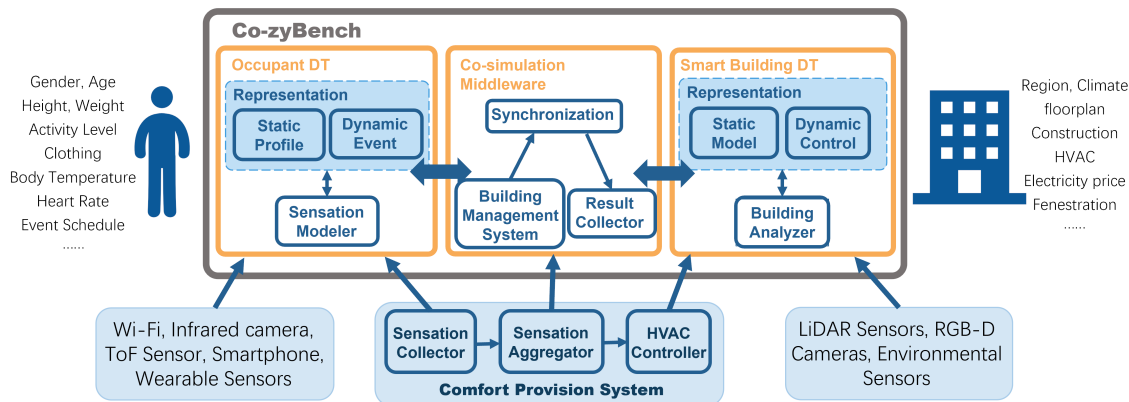 Co-zyBench
Gender, Age
Height, Weight
Activity Level
Clothing
Body Temperature
Heart Rate
Event Schedule
......
Occupant DT
Representation
Static
Profile
Dynamic
Event
Sensation
Modeler
Co-simulation
Middleware
Synchronization
Building
Management
System
Result
Collector
Smart Building DT
Representation
Static
Model
Dynamic
Control
Building
Analyzer
Region, Climate
floorplan
Construction
HVAC
Electricity price
Fenestration
......
Wi-Fi, Infrared camera,
ToF Sensor, Smartphone,
Wearable Sensors
Sensation
Collector
Sensation
Aggregator
HVAC
Controller
Comfort Provision System
LiDAR Sensors, RGB-D
Cameras, Environmental
Sensors